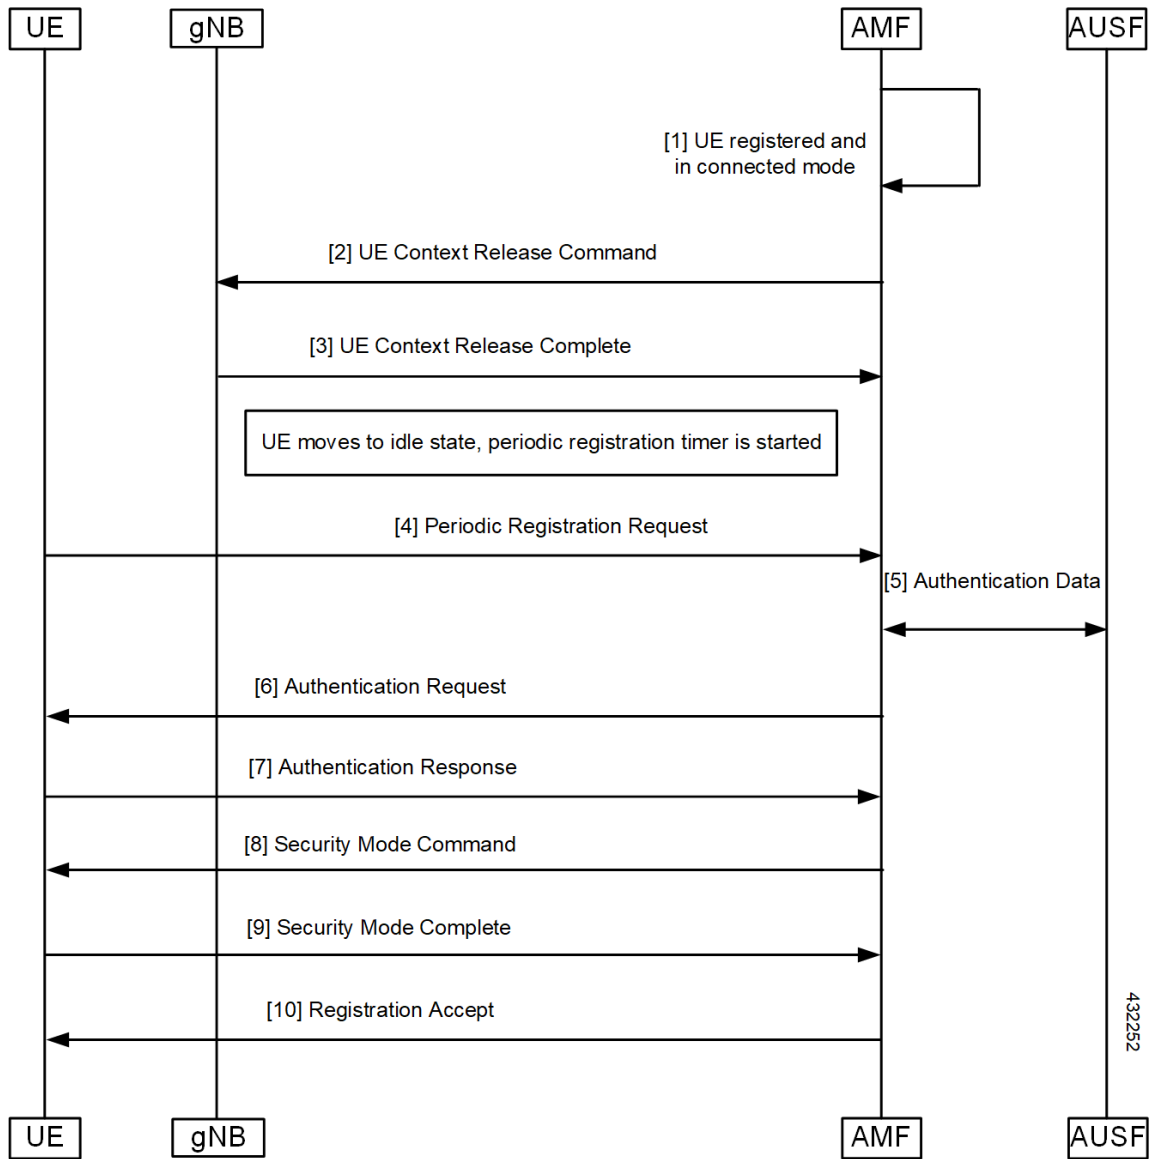 UE
gNB
AMF
AUSF
[1] UE registered and
in connected mode
[2] UE Context Release Command
[3] UE Context Release Complete
UE moves to idle state, periodic registration timer is started
[4] Periodic Registration Request
[5] Authentication Data
[6] Authentication Request
[7] Authentication Response
[8] Security Mode Command
[9] Security Mode Complete
[10] Registration Accept
432252
UE
gNB
AMF
AUSF